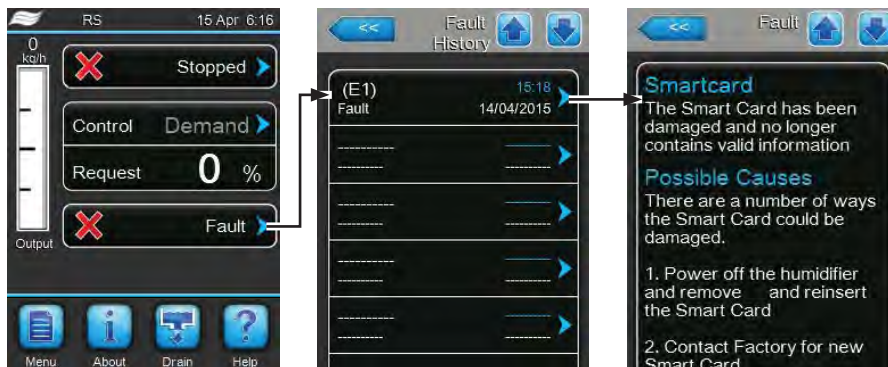 RS 15 Apr 6:16
0
kg/h
Stopped
Control Demand
Request 0 %
Fault
Output
Menu About Drain Help
<<
Fault
History
(E1) 15:18
Fault 14/04/2015
---------- ----------
---------- ----------
---------- ----------
---------- ----------
---------- ----------
---------- ----------
---------- ----------
---------- ----------
<<
Fault
Smartcard
The Smart Card has been
damaged and no longer
contains valid information
Possible Causes
There are a number of ways
the Smart Card could be
damaged.
1. Power off the humidifier
and remove and reinsert
the Smart Card
2. Contact Factory for new
Smart Card